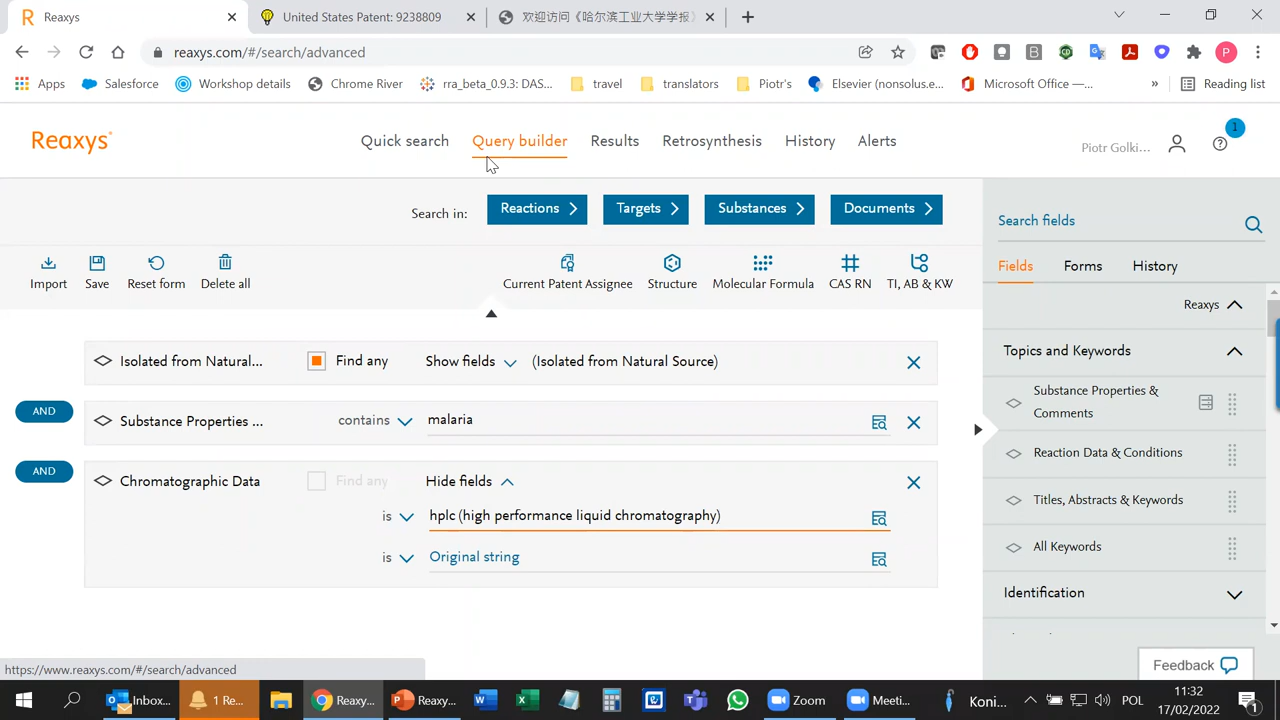 Reaxys
United States Patent: 9238809
欢迎访问《哈尔滨工业大学学报》
reaxys.com/#/search/advanced
P
Apps
Salesforce
Workshop details
Chrome River
rra_beta_0.9.3: DAS...
travel
translators
Piotr's
Elsevier (nonsolus.e...
Microsoft Office —...
»
Reading list
Reaxys®
Quick search
Query builder
Results
Retrosynthesis
History
Alerts
Piotr Golki...
1
Search in:
Reactions
Targets
Substances
Documents
Import
Save
Reset form
Delete all
Current Patent Assignee
Structure
Molecular Formula
CAS RN
TI, AB & KW
Isolated from Natural...
Find any
Show fields
(Isolated from Natural Source)
AND
Substance Properties ...
contains
malaria
AND
Chromatographic Data
Find any
Hide fields
is
hplc (high performance liquid chromatography)
is
Original string
Search fields
Fields
Forms
History
Reaxys
Topics and Keywords
Substance Properties &
Comments
Reaction Data & Conditions
Titles, Abstracts & Keywords
All Keywords
Identification
Feedback
https://www.reaxys.com/#/search/advanced
Inbox...
1 Re...
Reaxy...
Reaxy...
Zoom
Meeti...
Koni...
POL
11:32
17/02/2022
1